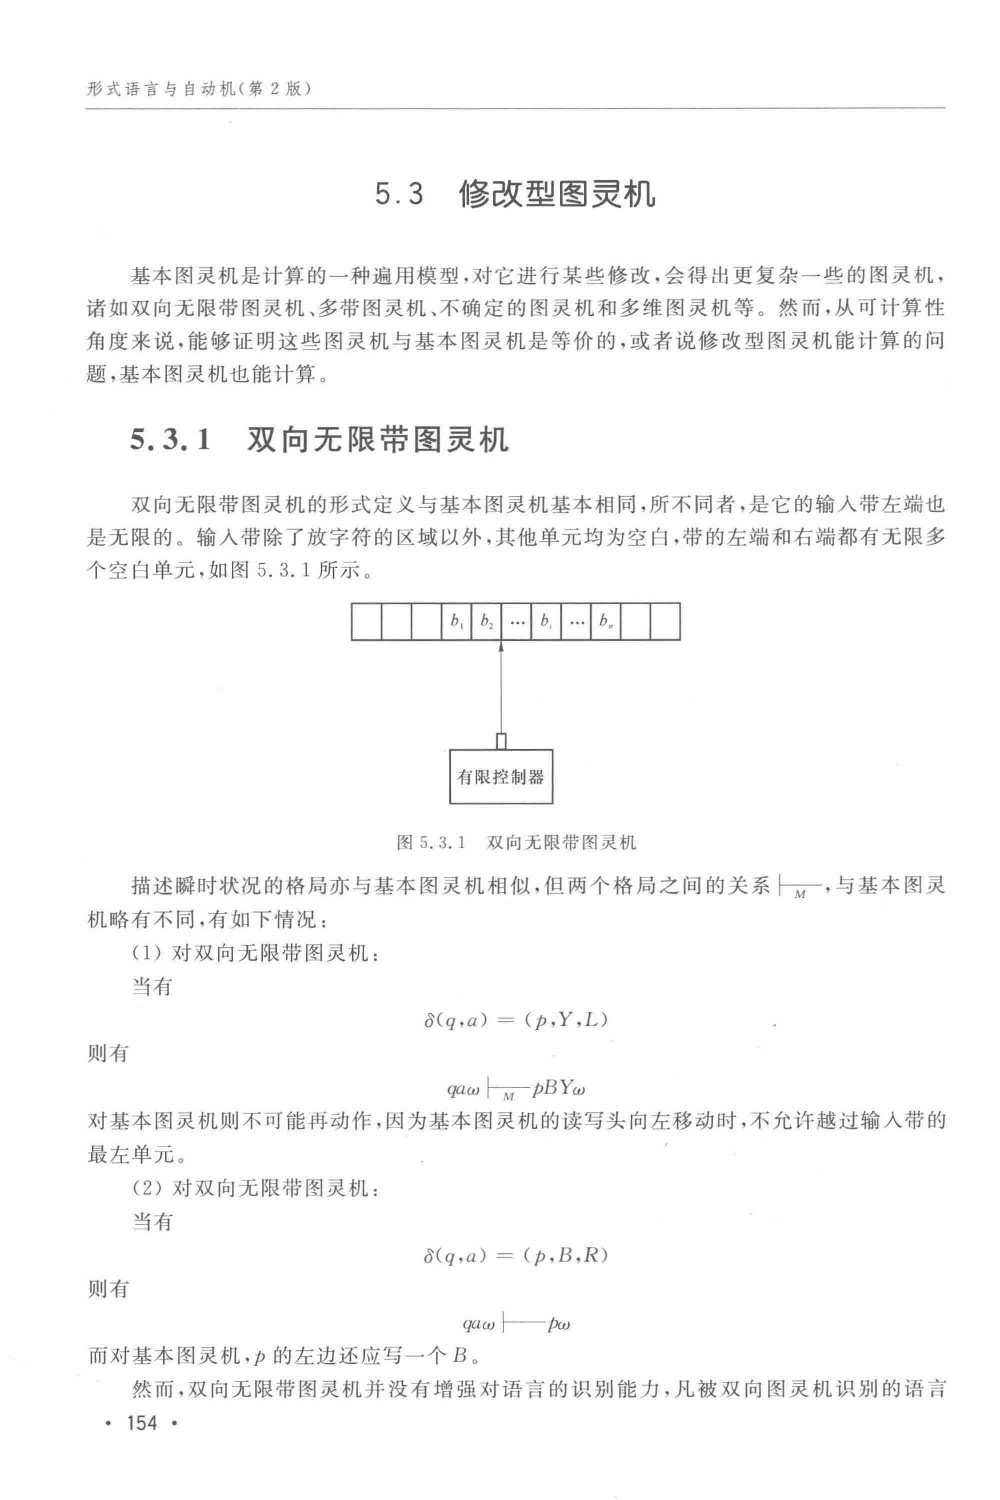 形式语言与自动机(第 2 版)
5.3 修改型图灵机
基本图灵机是计算的一种遍用模型,对它进行某些修改,会得出更复杂一些的图灵机,
诸如双向无限带图灵机、多带图灵机、不确定的图灵机和多维图灵机等。然而,从可计算性
角度来说,能够证明这些图灵机与基本图灵机是等价的,或者说修改型图灵机能计算的问
题,基本图灵机也能计算。
5.3.1 双向无限带图灵机
双向无限带图灵机的形式定义与基本图灵机基本相同,所不同者,是它的输入带左端也
是无限的。输入带除了放字符的区域以外,其他单元均为空白,带的左端和右端都有无限多
个空白单元,如图 5.3.1 所示。
b₁ b₂ … bᵢ … bₙ
有限控制器
图 5.3.1 双向无限带图灵机
描述瞬时状况的格局亦与基本图灵机相似,但两个格局之间的关系├─M─,与基本图灵
机略有不同,有如下情况:
(1) 对双向无限带图灵机:
当有
δ(q,a) = (p,Y,L)
则有
qaω├─M─pBYω
对基本图灵机则不可能再动作,因为基本图灵机的读写头向左移动时,不允许越过输入带的
最左单元。
(2) 对双向无限带图灵机:
当有
δ(q,a) = (p,B,R)
则有
qaω├──pω
而对基本图灵机,p 的左边还应写一个 B。
然而,双向无限带图灵机并没有增强对语言的识别能力,凡被双向图灵机识别的语言
· 154 ·